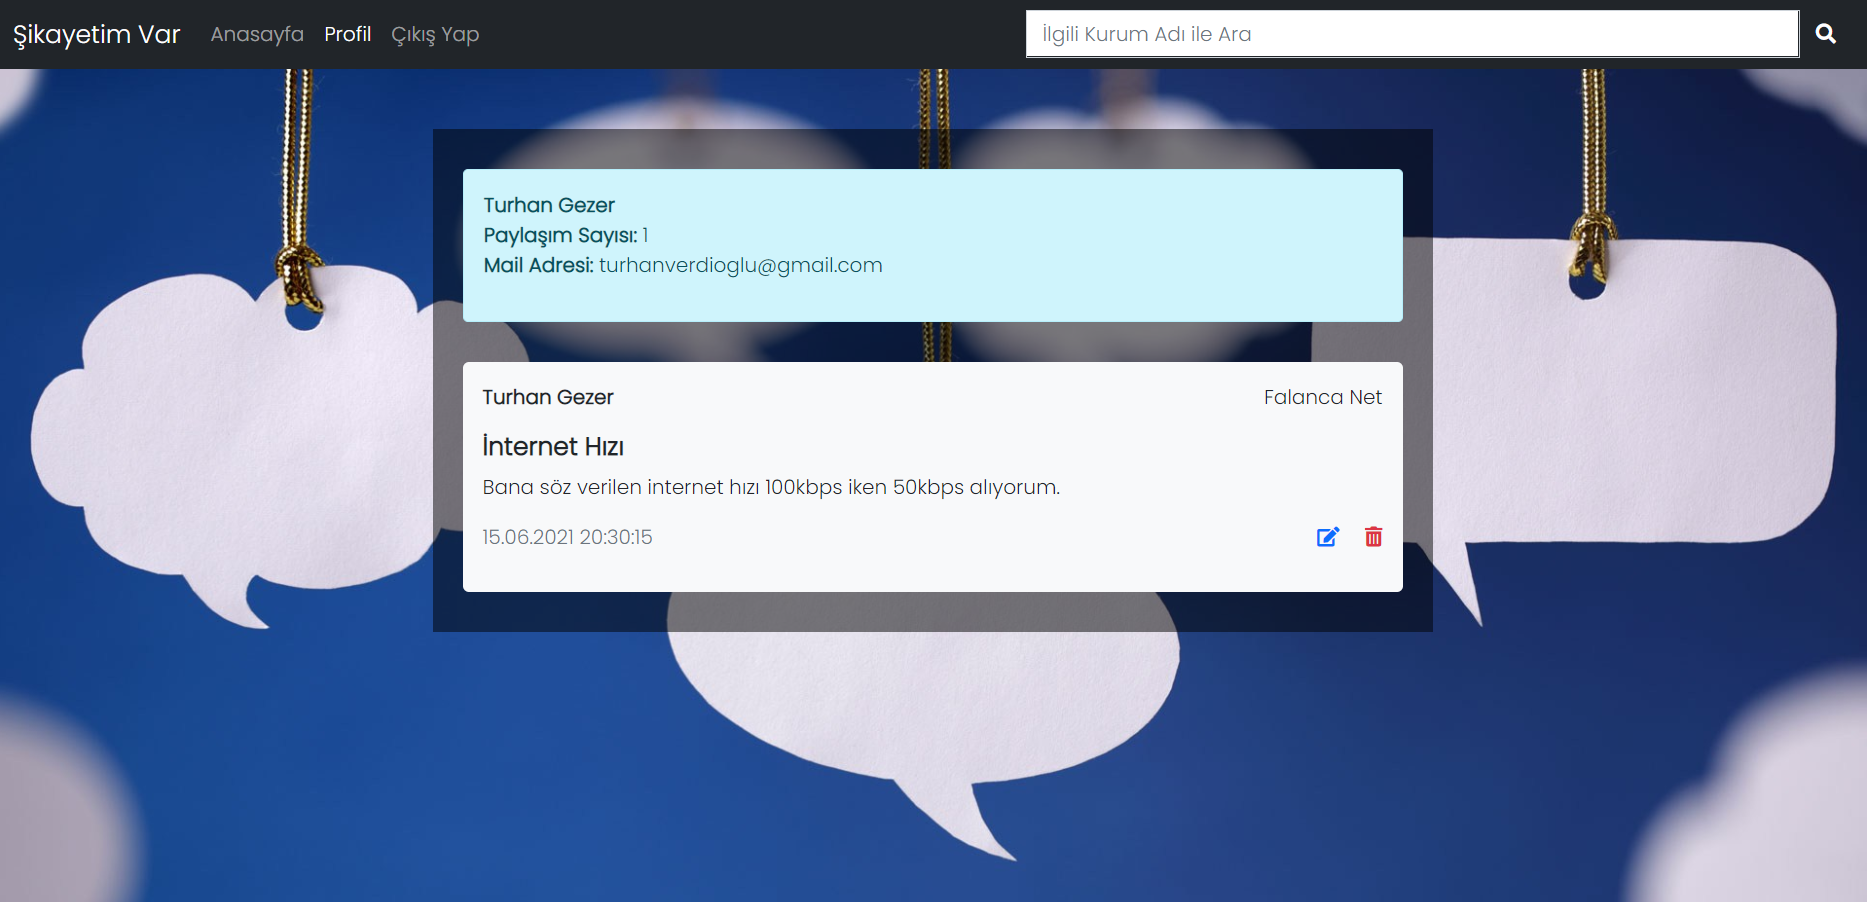 Şikayetim Var Anasayfa Profil Çıkış Yap İlgili Kurum Adı ile Ara
Turhan Gezer
Paylaşım Sayısı: 1
Mail Adresi: turhanverdioglu@gmail.com
Turhan Gezer Falanca Net
İnternet Hızı
Bana söz verilen internet hızı 100kbps iken 50kbps alıyorum.
15.06.2021 20:30:15